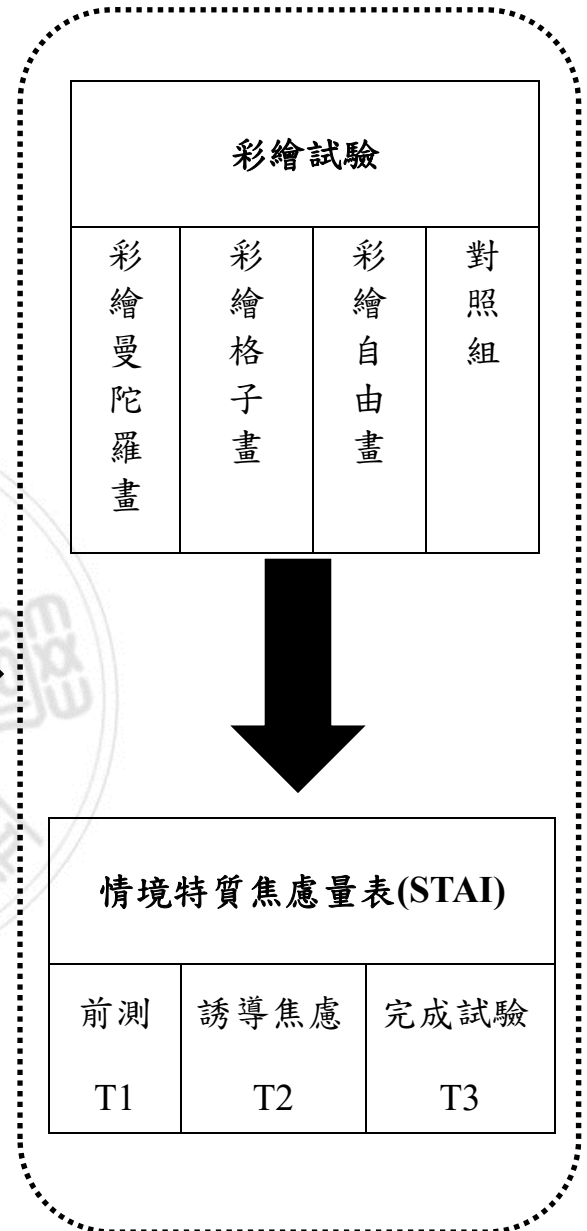 彩繪試驗
彩繪曼陀羅畫
彩繪格子畫
彩繪自由畫
對照組
情境特質焦慮量表(STAI)
前測
T1
誘導焦慮
T2
完成試驗
T3